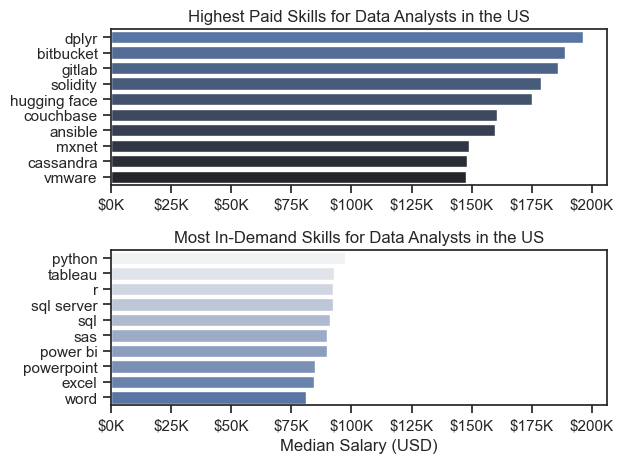 Highest Paid Skills for Data Analysts in the US
dplyr
bitbucket
gitlab
solidity
hugging face
couchbase
ansible
mxnet
cassandra
vmware
$0K $25K $50K $75K $100K $125K $150K $175K $200K
Most In-Demand Skills for Data Analysts in the US
python
tableau
r
sql server
sql
sas
power bi
powerpoint
excel
word
$0K $25K $50K $75K $100K $125K $150K $175K $200K
Median Salary (USD)